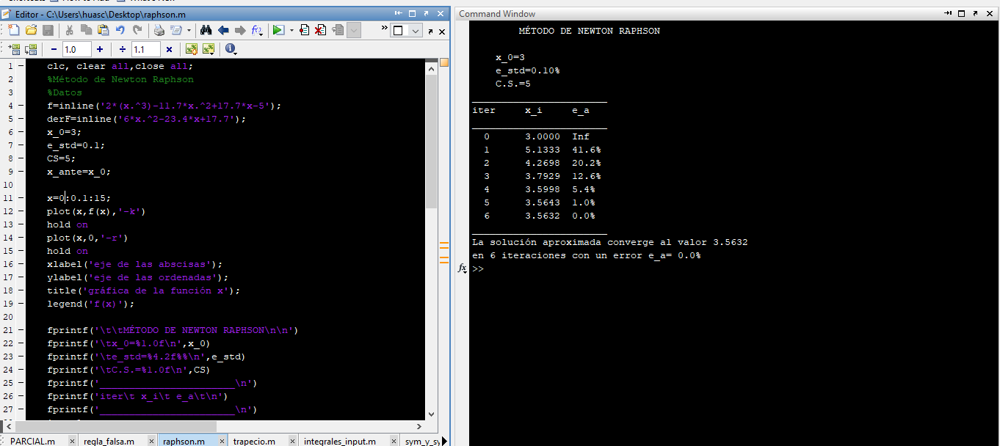 Editor - C:\Users\huasc\Desktop\raphson.m
1.0
1.1
1 clc, clear all,close all;
2 %Método de Newton Raphson
3 %Datos
4 f=inline('2*(x.^3)-11.7*x.^2+17.7*x-5');
5 derF=inline('6*x.^2-23.4*x+17.7');
6 x_0=3;
7 e_std=0.1;
8 CS=5;
9 x_ante=x_0;
10
11 x=0:0.1:15;
12 plot(x,f(x),'-k')
13 hold on
14 plot(x,0,'-r')
15 hold on
16 xlabel('eje de las abscisas');
17 ylabel('eje de las ordenadas');
18 title('gráfica de la función x');
19 legend('f(x)');
20
21 fprintf('\t\tMÉTODO DE NEWTON RAPHSON\n\n')
22 fprintf('\tx_0=%1.0f\n',x_0)
23 fprintf('\te_std=%4.2f%%\n',e_std)
24 fprintf('\tC.S.=%1.0f\n',CS)
25 fprintf('_______________________\n')
26 fprintf('iter\t x_i\t e_a\t\n')
27 fprintf('_______________________\n')
PARCIAL.m regla_falsa.m raphson.m trapecio.m integrales_input.m sym_y_sy
Command Window
MÉTODO DE NEWTON RAPHSON
x_0=3
e_std=0.10%
C.S.=5
_______________________
iter x_i e_a
_______________________
0 3.0000 Inf
1 5.1333 41.6%
2 4.2698 20.2%
3 3.7929 12.6%
4 3.5998 5.4%
5 3.5643 1.0%
6 3.5632 0.0%
_______________________
La solución aproximada converge al valor 3.5632
en 6 iteraciones con un error e_a= 0.0%
fx >>